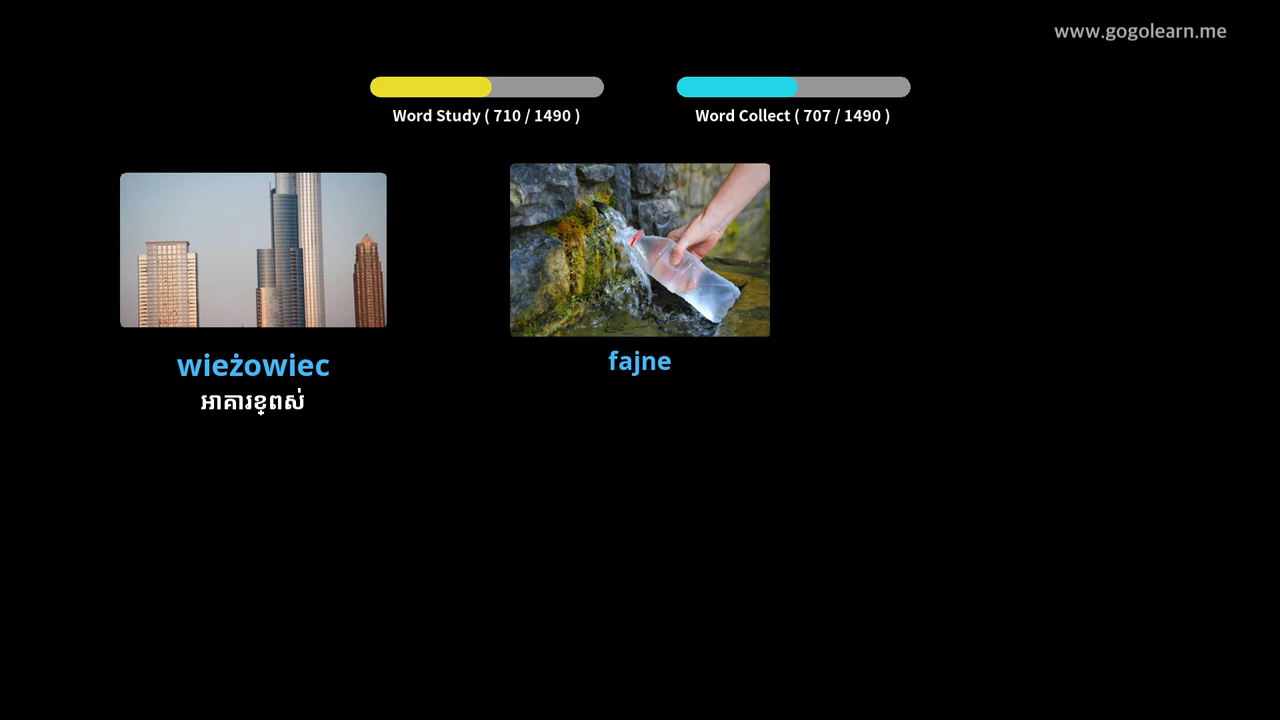 www.gogolearn.me
Word Study ( 710 / 1490 )
Word Collect ( 707 / 1490 )
wieżowiec
អាគារខ្ពស់
fajne